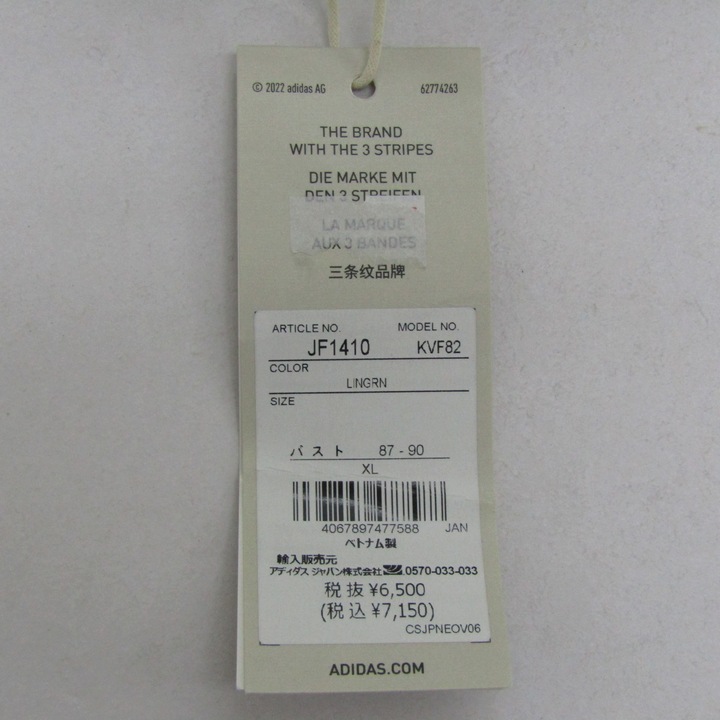 © 2022 adidas AG 62774263
THE BRAND
WITH THE 3 STRIPES
DIE MARKE MIT
DEN 3 STREIFEN
LA MARQUE
AUX 3 BANDES
三条纹品牌
ARTICLE NO. MODEL NO.
JF1410 KVF82
COLOR
LINGRN
SIZE
バスト 87 - 90
XL
4067897477588 JAN
ベトナム製
輸入販売元
アディダス ジャパン株式会社 0570-033-033
税抜 ¥6,500
(税込 ¥7,150)
CSJPNEOV06
ADIDAS.COM